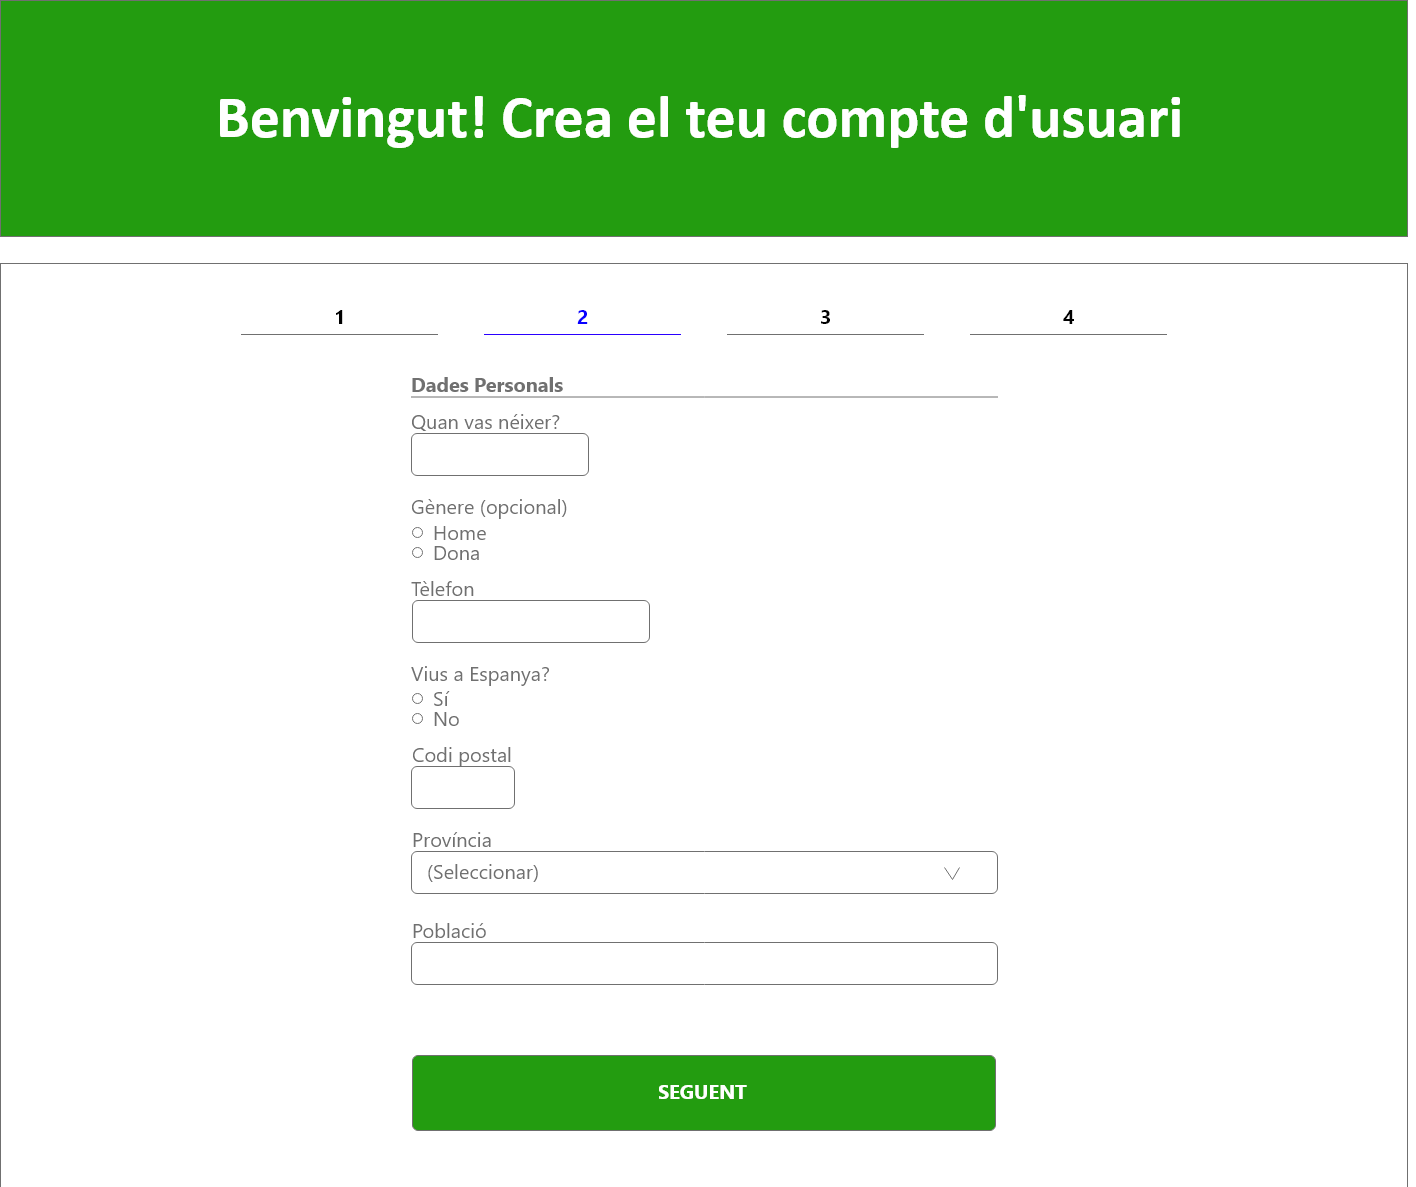 Benvingut! Crea el teu compte d'usuari
1 2 3 4
Dades Personals
Quan vas néixer?
Gènere (opcional)
Home
Dona
Tèlefon
Vius a Espanya?
Sí
No
Codi postal
Província
(Seleccionar)
Població
SEGUENT